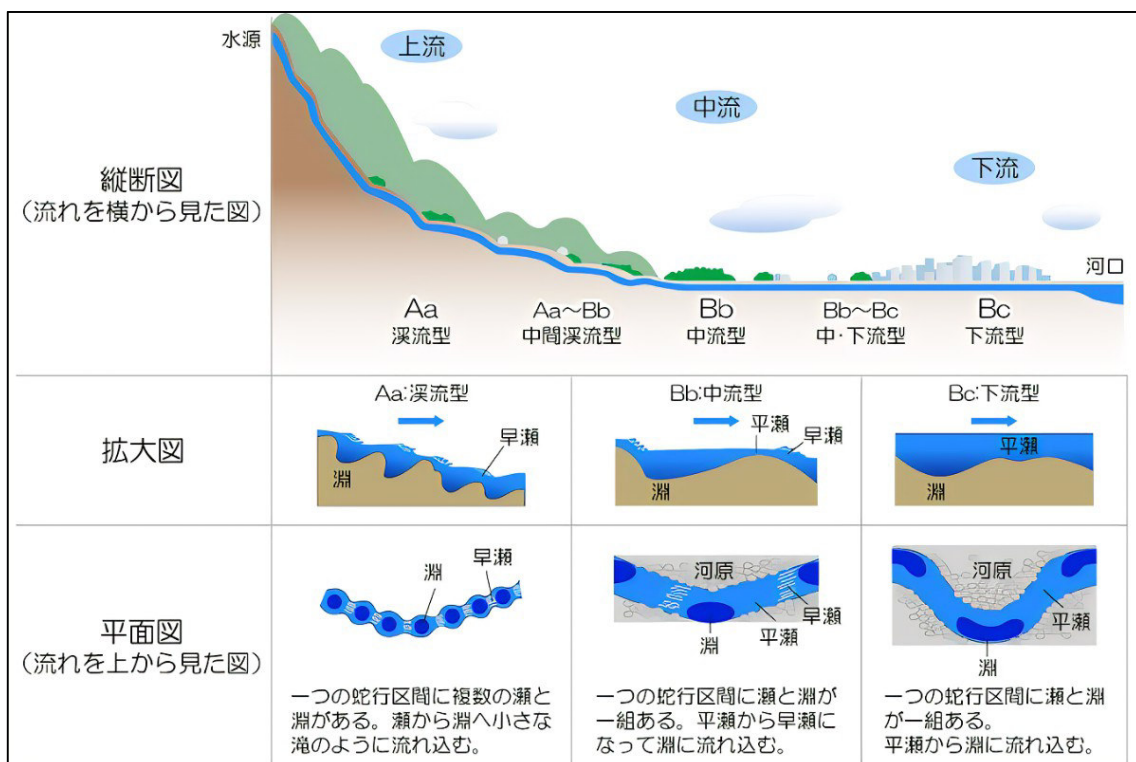 水源
上流
中流
下流
縦断図
(流れを横から見た図)
河口
Aa
渓流型
Aa～Bb
中間渓流型
Bb
中流型
Bb～Bc
中・下流型
Bc
下流型
拡大図
Aa:渓流型
早瀬
淵
Bb:中流型
平瀬
早瀬
淵
Bc:下流型
平瀬
淵
平面図
(流れを上から見た図)
淵
早瀬
一つの蛇行区間に複数の瀬と
淵がある。瀬から淵へ小さな
滝のように流れ込む。
河原
早瀬
平瀬
淵
一つの蛇行区間に瀬と淵が
一組ある。平瀬から早瀬に
なって淵に流れ込む。
河原
平瀬
淵
一つの蛇行区間に瀬と淵
が一組ある。
平瀬から淵に流れ込む。